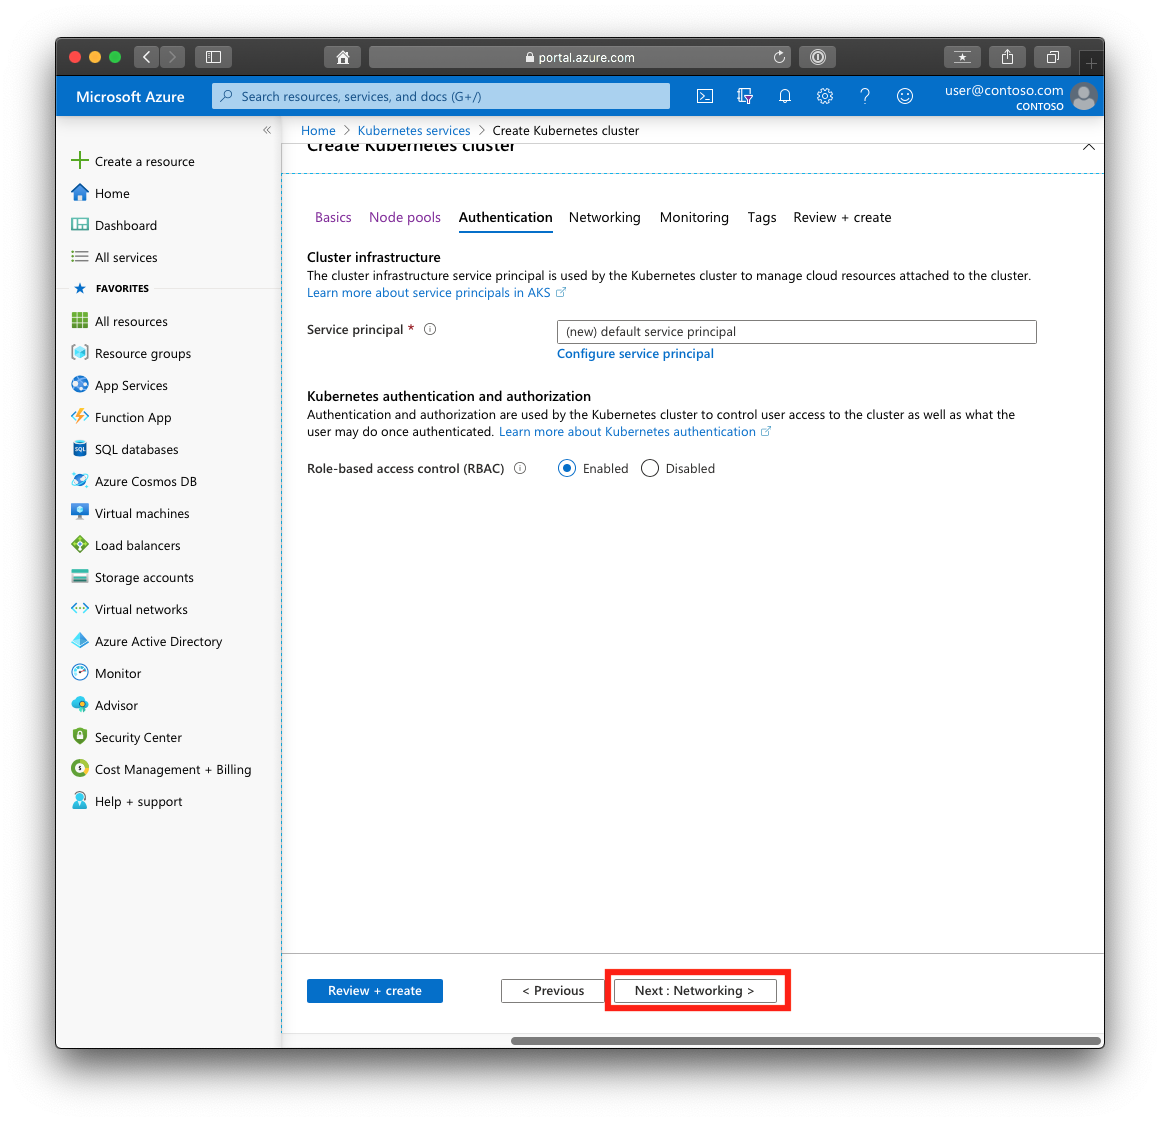 portal.azure.com
Microsoft Azure
Search resources, services, and docs (G+/)
user@contoso.com
CONTOSO
Home > Kubernetes services > Create Kubernetes cluster
Create Kubernetes cluster
Create a resource
Home
Dashboard
All services
FAVORITES
All resources
Resource groups
App Services
Function App
SQL databases
Azure Cosmos DB
Virtual machines
Load balancers
Storage accounts
Virtual networks
Azure Active Directory
Monitor
Advisor
Security Center
Cost Management + Billing
Help + support
Basics Node pools Authentication Networking Monitoring Tags Review + create
Cluster infrastructure
The cluster infrastructure service principal is used by the Kubernetes cluster to manage cloud resources attached to the cluster.
Learn more about service principals in AKS
Service principal * (new) default service principal
Configure service principal
Kubernetes authentication and authorization
Authentication and authorization are used by the Kubernetes cluster to control user access to the cluster as well as what the
user may do once authenticated. Learn more about Kubernetes authentication
Role-based access control (RBAC) Enabled Disabled
Review + create < Previous Next : Networking >